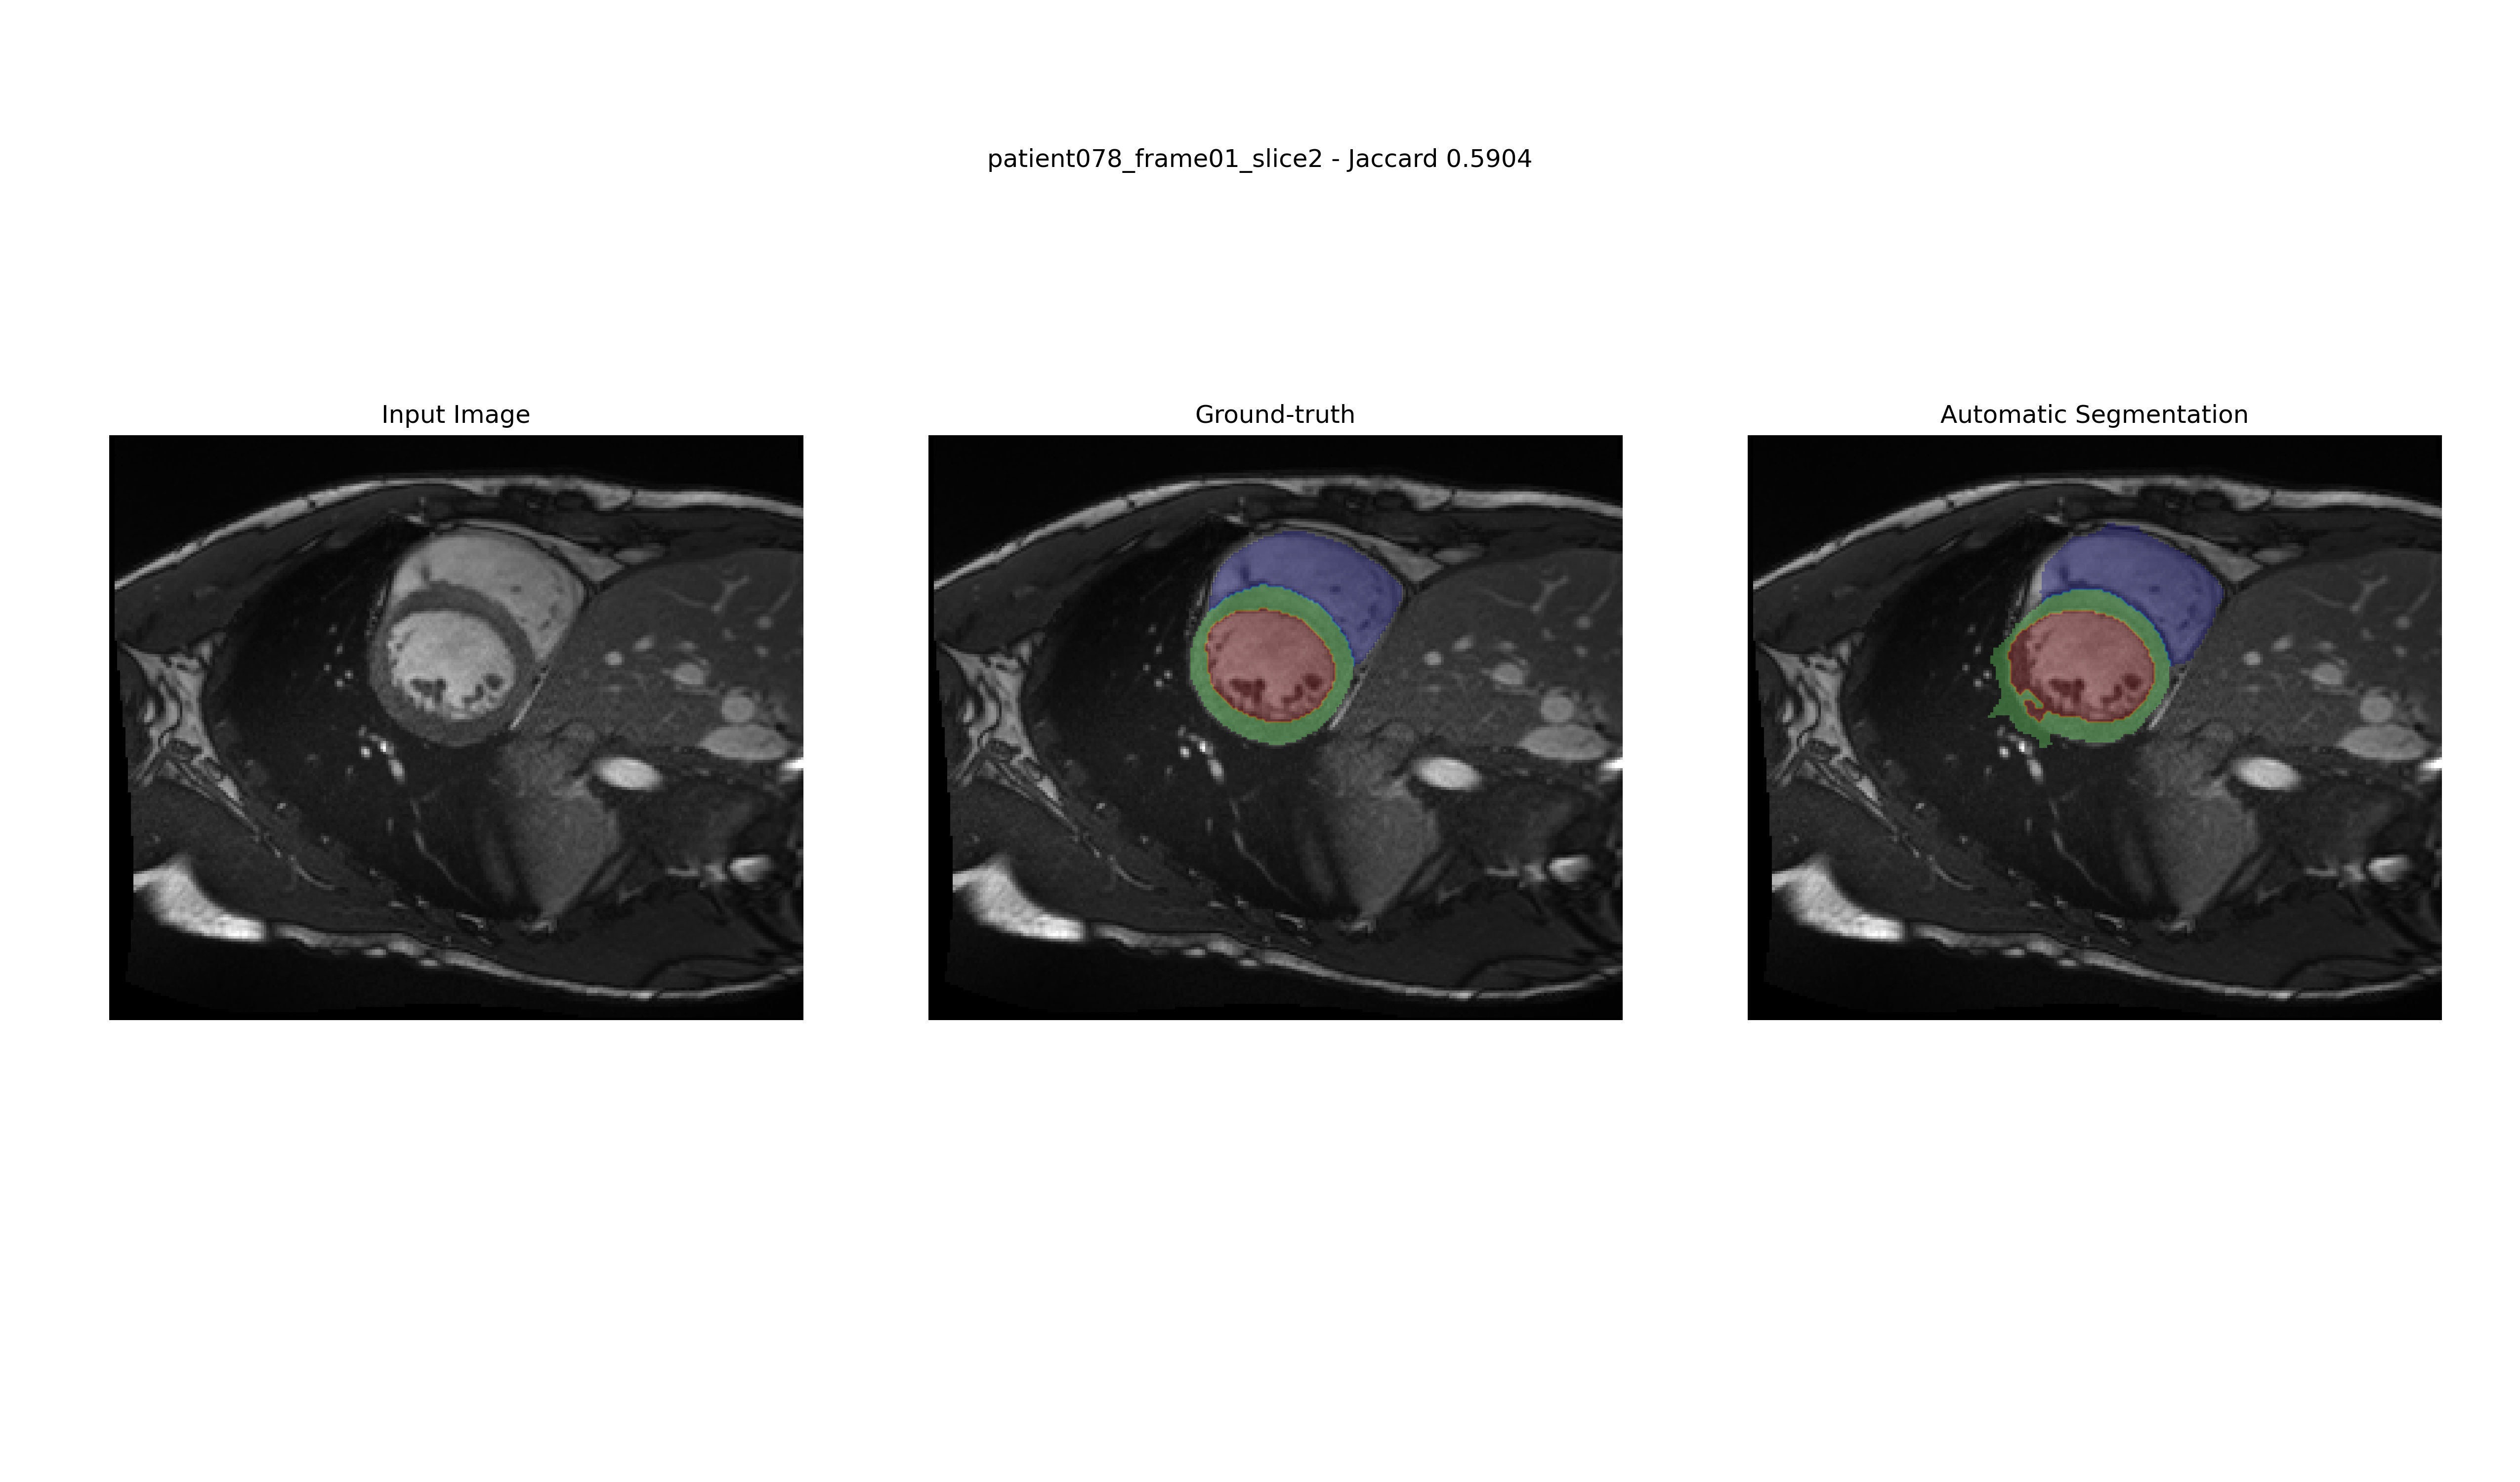 patient078_frame01_slice2 - Jaccard 0.5904
Input Image
Ground-truth
Automatic Segmentation